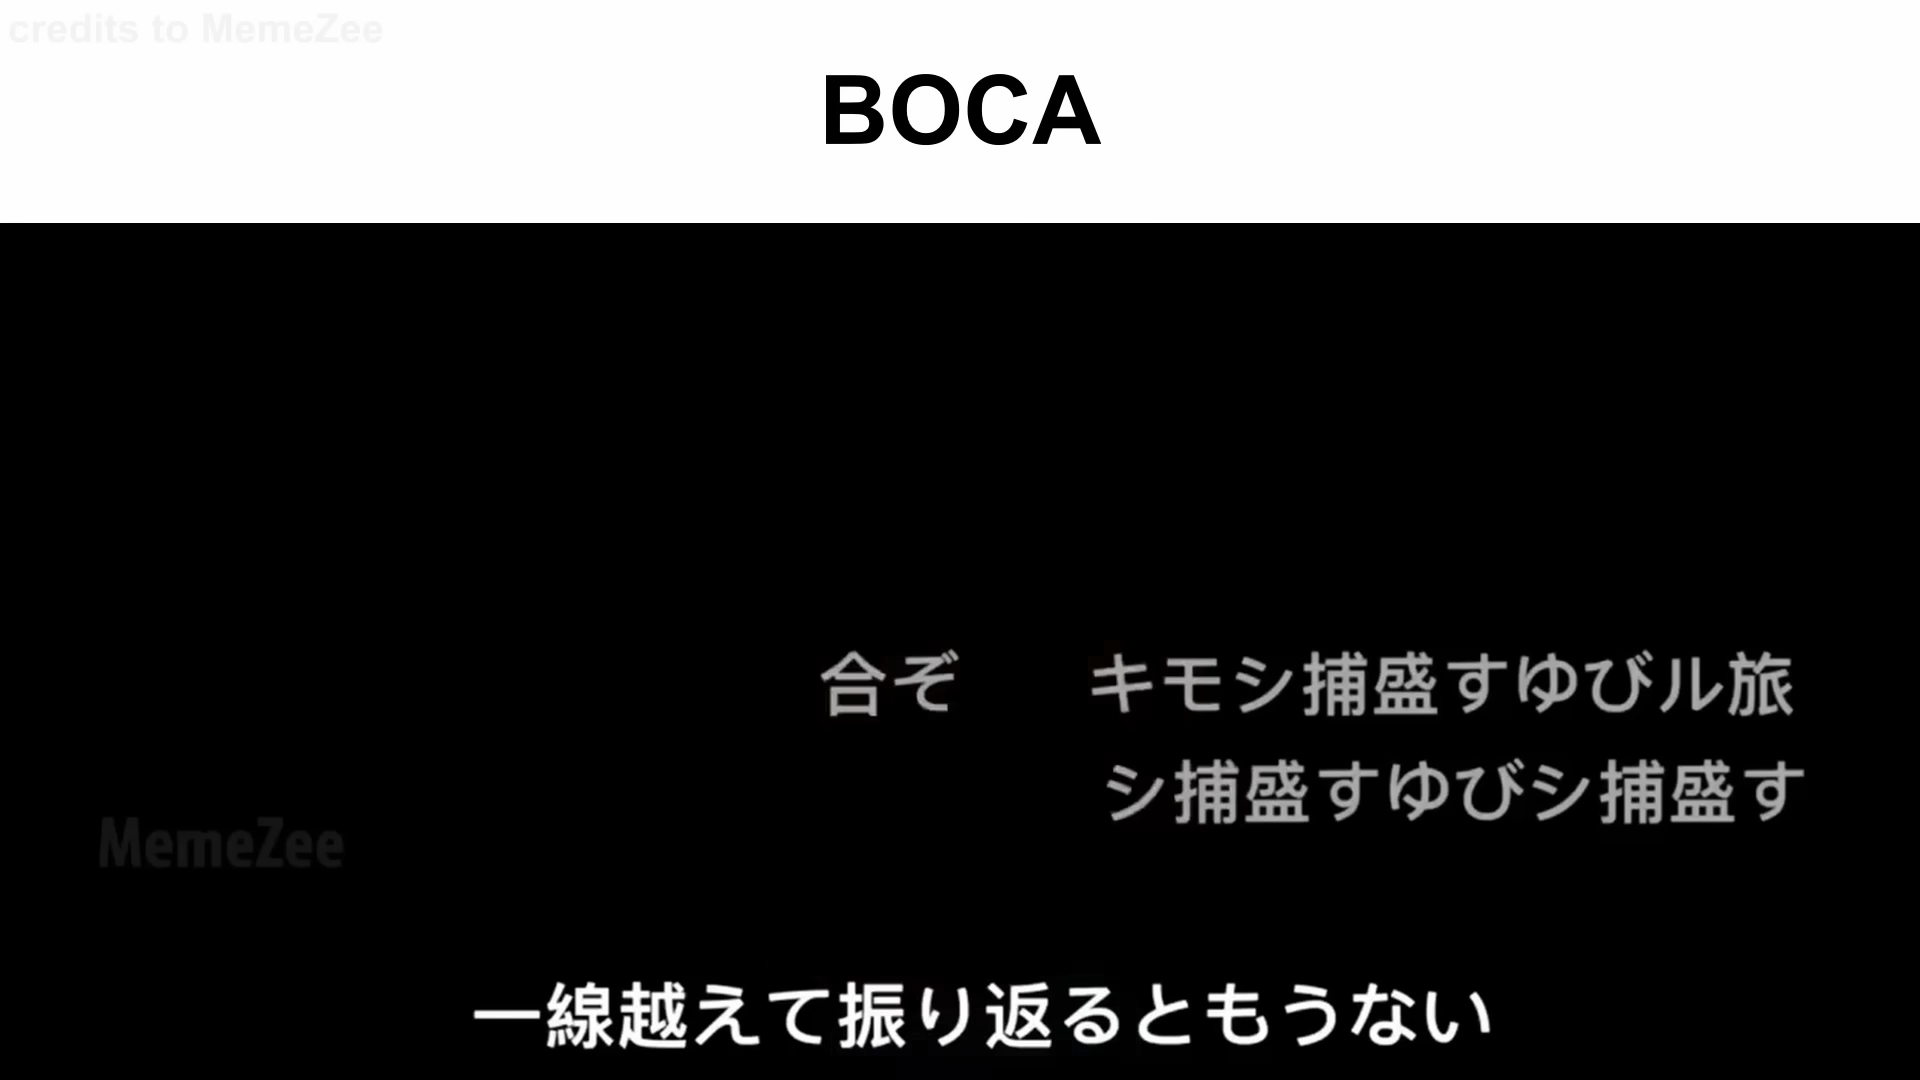 credits to MemeZee
BOCA
合ぞ キモシ捕盛すゆびル旅
シ捕盛すゆびシ捕盛す
MemeZee
一線越えて振り返るともうない